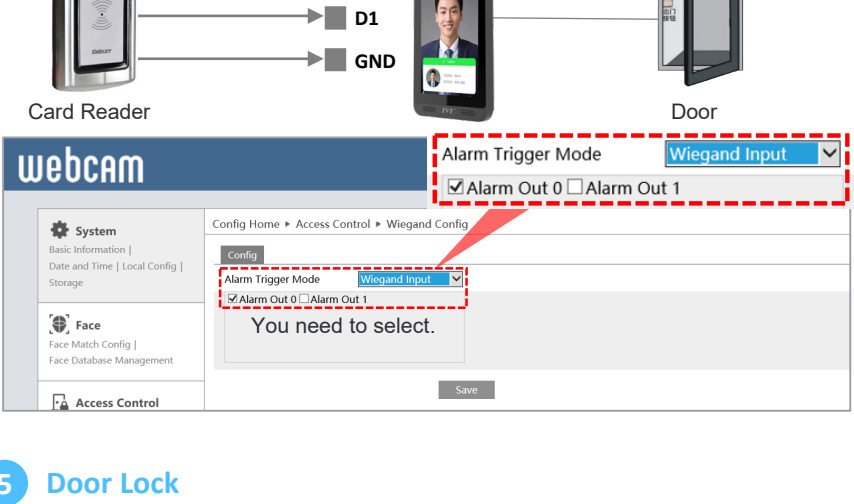 D1
GND
Card Reader
TVT
Door
webcam
Alarm Trigger Mode Wiegand Input
Alarm Out 0 Alarm Out 1
System
Basic Information |
Date and Time | Local Config |
Storage
Face
Face Match Config |
Face Database Management
Access Control
Config Home ▸ Access Control ▸ Wiegand Config
Config
Alarm Trigger Mode Wiegand Input
Alarm Out 0 Alarm Out 1
You need to select.
Save
5 Door Lock